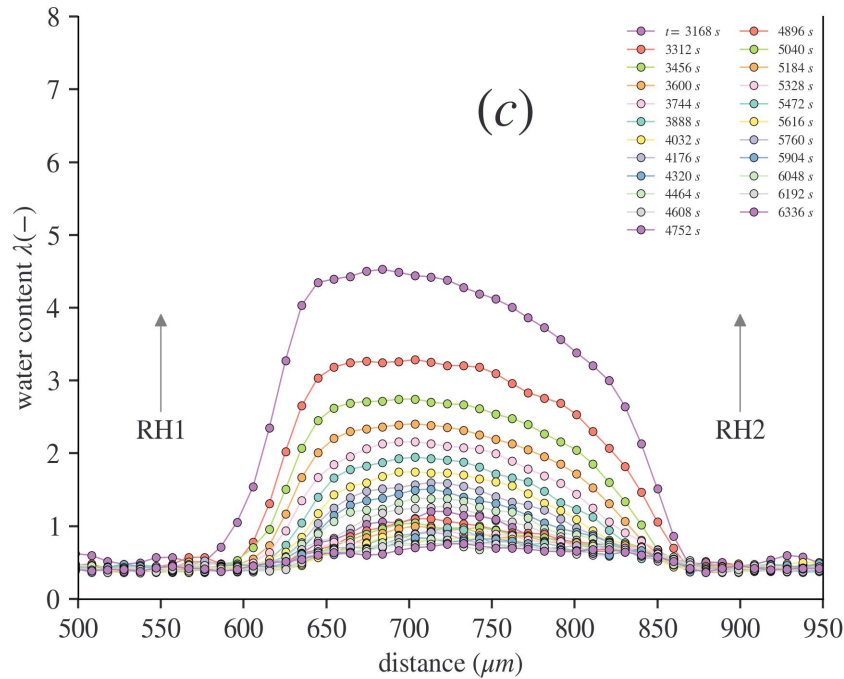 8
7
6
5
4
3
2
1
0
water content λ(−)
(c)
t = 3168 s
3312 s
3456 s
3600 s
3744 s
3888 s
4032 s
4176 s
4320 s
4464 s
4608 s
4752 s
4896 s
5040 s
5184 s
5328 s
5472 s
5616 s
5760 s
5904 s
6048 s
6192 s
6336 s
RH1
RH2
500 550 600 650 700 750 800 850 900 950
distance (μm)